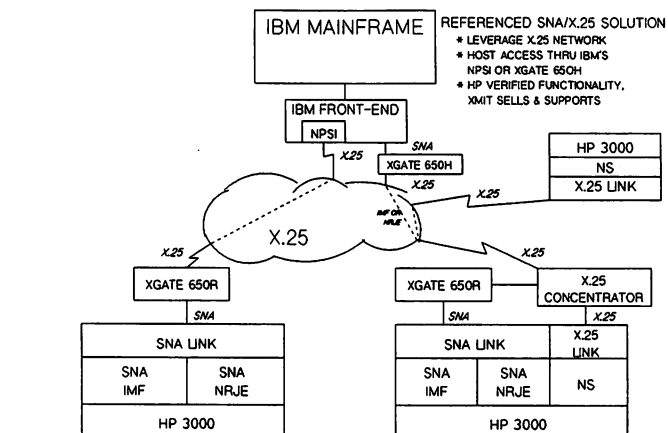 IBM MAINFRAME
REFERENCED SNA/X.25 SOLUTION
* LEVERAGE X.25 NETWORK
* HOST ACCESS THRU IBM'S
NPSI OR XGATE 650H
* HP VERIFIED FUNCTIONALITY,
XMIT SELLS & SUPPORTS
IBM FRONT-END
NPSI
X.25
SNA
XGATE 650H
X.25
HP 3000
NS
X.25 LINK
X.25
IMF OR
NRJE
X.25
X.25
X.25
XGATE 650R
XGATE 650R
X.25
CONCENTRATOR
SNA
SNA
X.25
SNA LINK
SNA LINK
X.25
LINK
SNA
IMF
SNA
NRJE
SNA
IMF
SNA
NRJE
NS
HP 3000
HP 3000